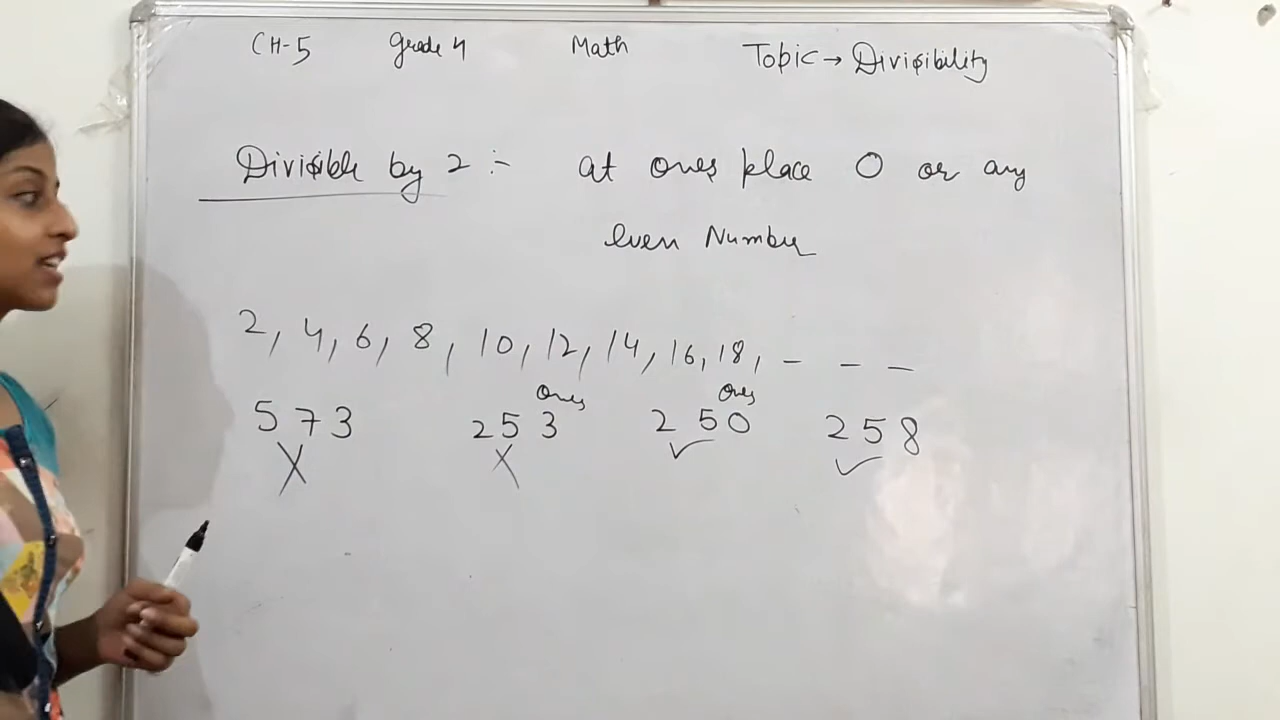 CH-5 Grade 4 Math Topic → Divisibility
Divisible by 2 :- at ones place 0 or any
even Number
2, 4, 6, 8, 10, 12, 14, 16, 18, - - -
ones ones
573 253 250 258
X X ✓ ✓